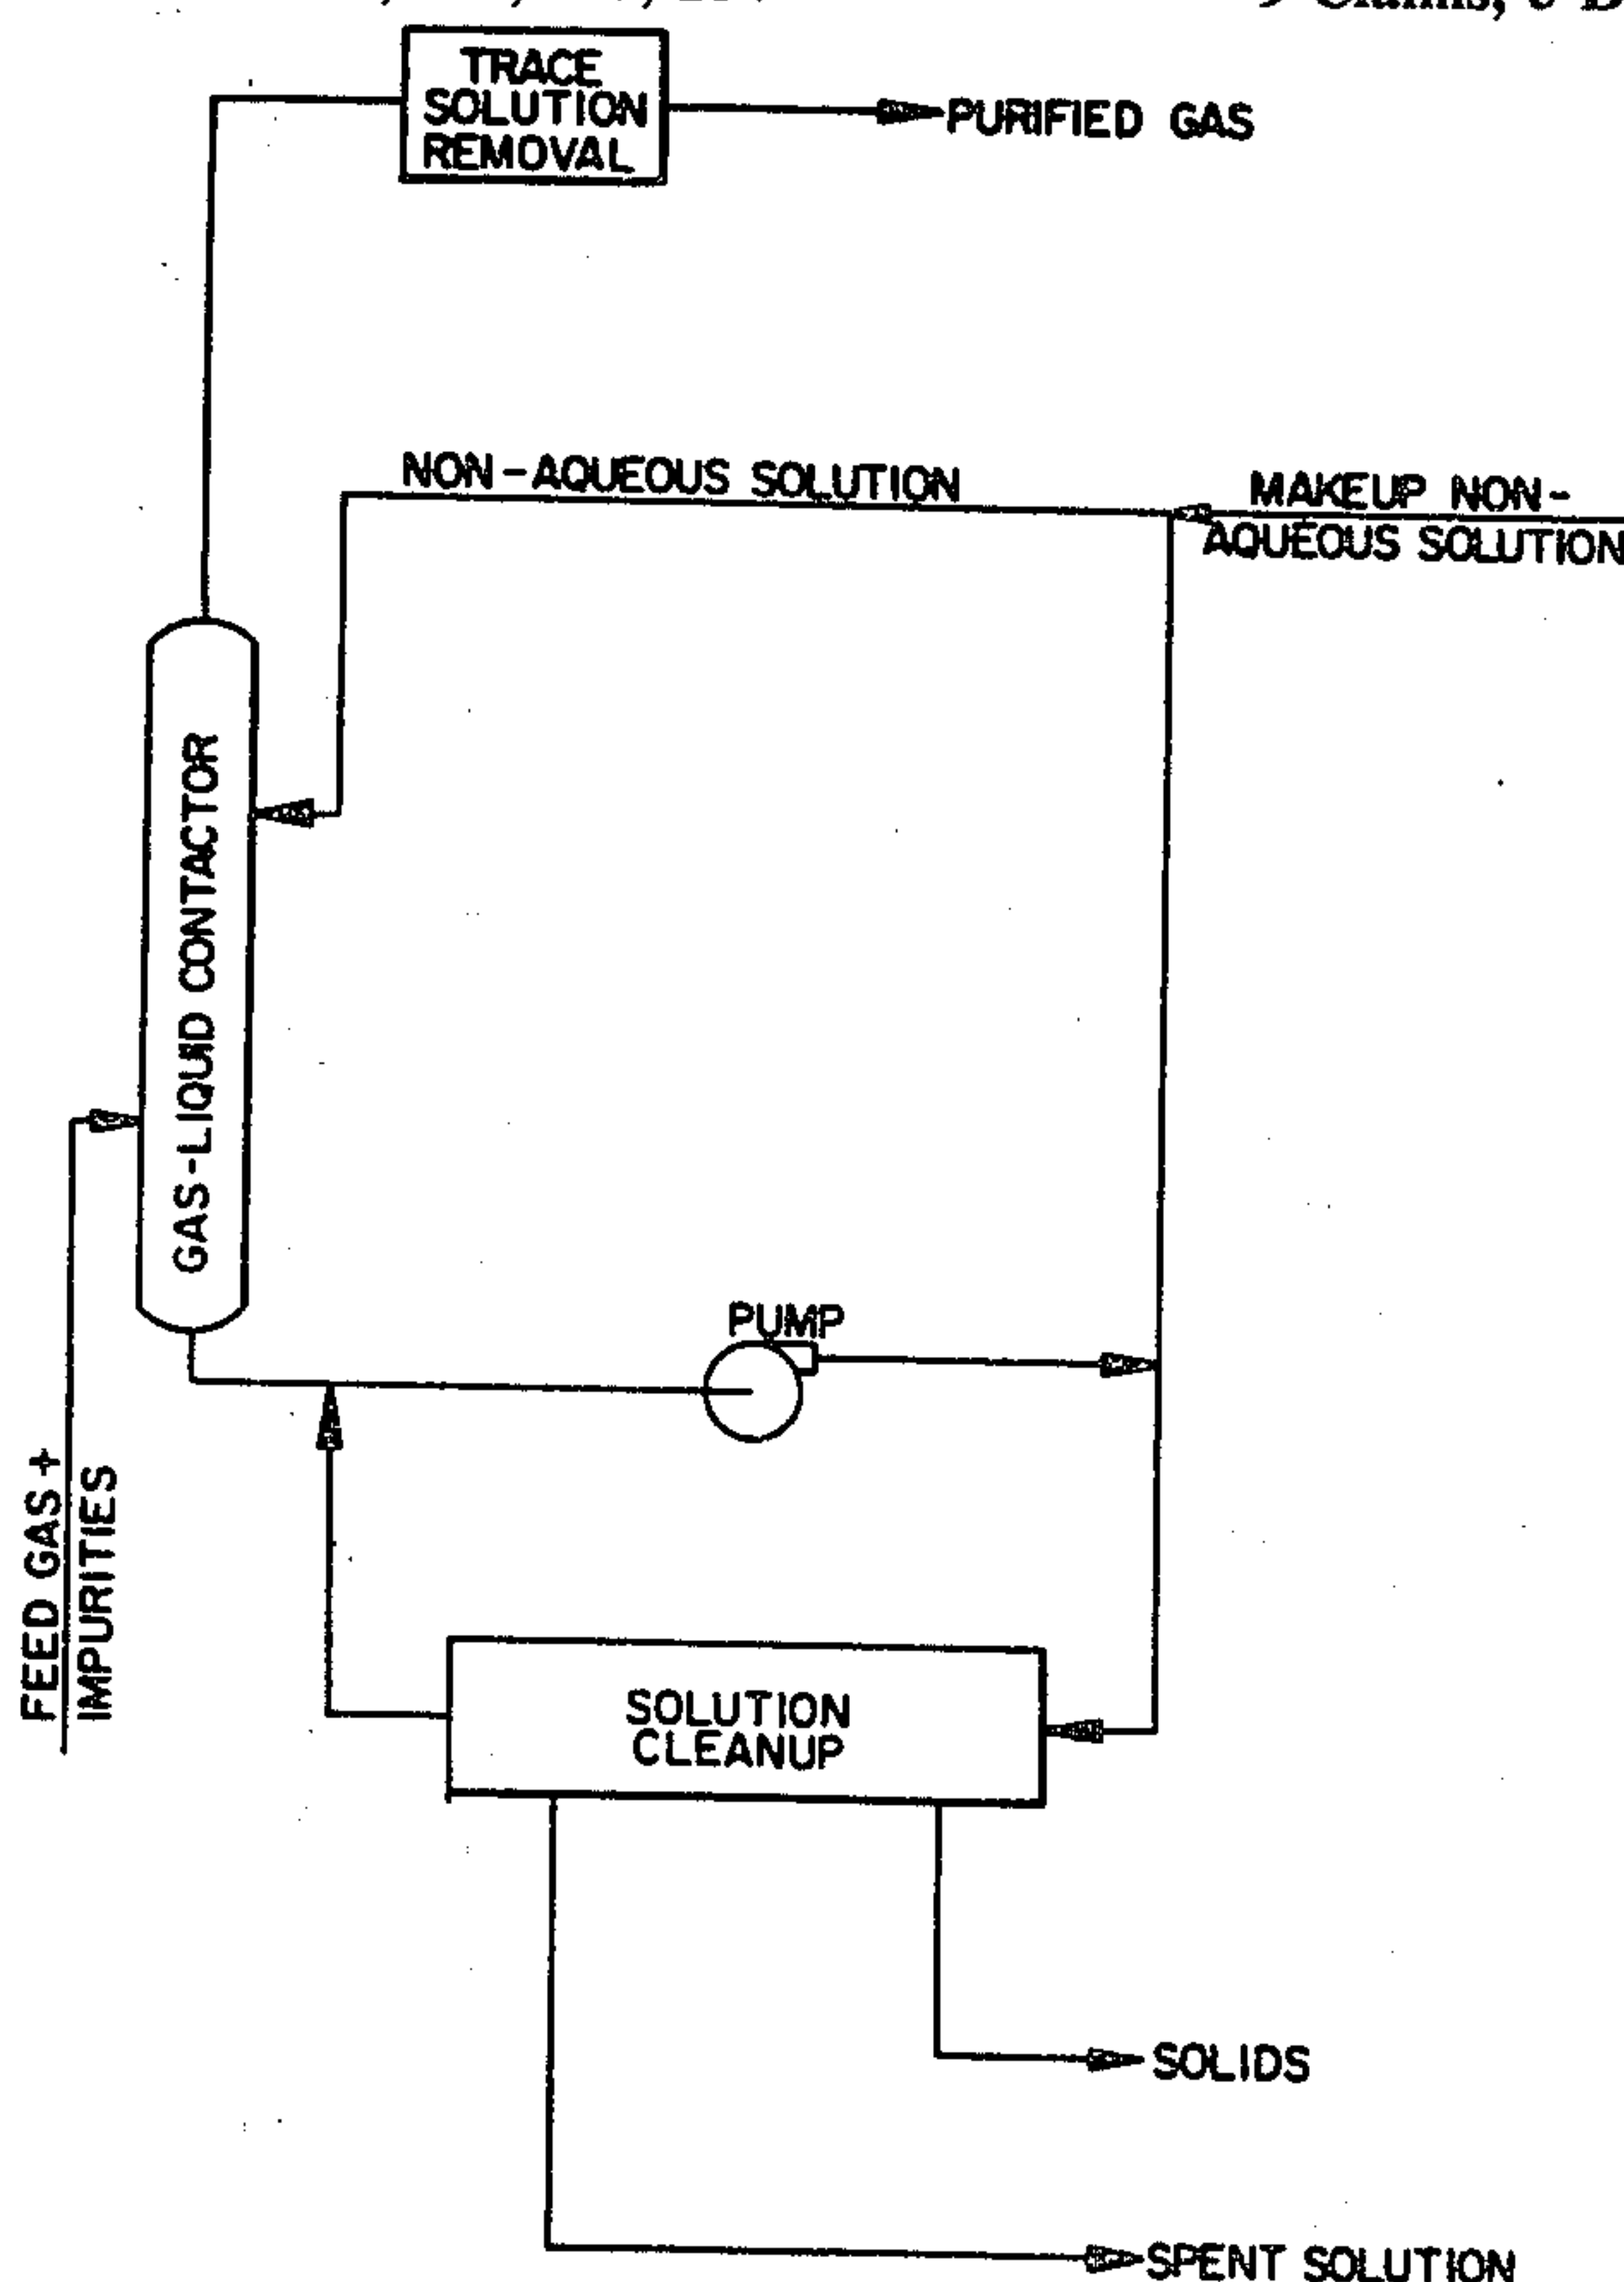 Claims,
TRACE
SOLUTION
REMOVAL
PURIFIED GAS
NON-AQUEOUS SOLUTION
MAKEUP NON-
AQUEOUS SOLUTION
GAS-LIQUID CONTACTOR
PUMP
FEED GAS +
IMPURITIES
SOLUTION
CLEANUP
SOLIDS
SPENT SOLUTION